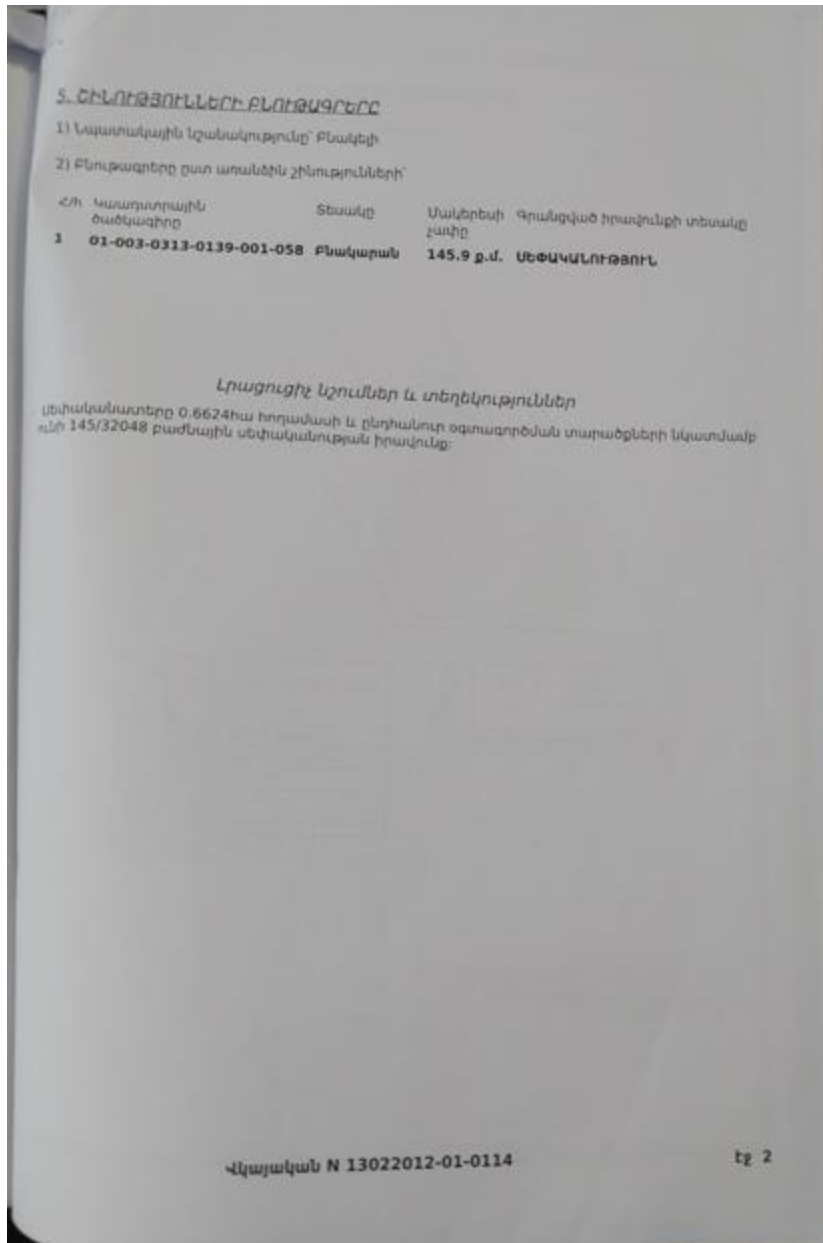 5. ՇԻՆՈՒԹՅՈՒՆՆԵՐԻ ԲՆՈՒԹԱԳՐԵՐԸ
1) Նպատակային նշանակությունը՝ Բնակելի
2) Բնութագրերը ըստ առանձին շինությունների՝
Հ/Հ Կադաստրային ծածկագիրը Տեսակը Մակերեսի չափը Գրանցված իրավունքի տեսակը
1 01-003-0313-0139-001-058 Բնակարան 145.9 ք.մ. ՍԵՓԱԿԱՆՈՒԹՅՈՒՆ
Լրացուցիչ նշումներ և տեղեկություններ
Սեփականատերը 0.6624հա հողամասի և ընդհանուր օգտագործման տարածքների նկատմամբ
ունի 145/32048 բաժնային սեփականության իրավունք:
Վկայական N 13022012-01-0114 էջ 2